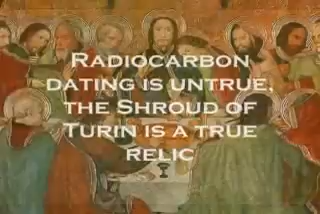 Radiocarbon
dating is untrue,
the Shroud of
Turin is a true
relic